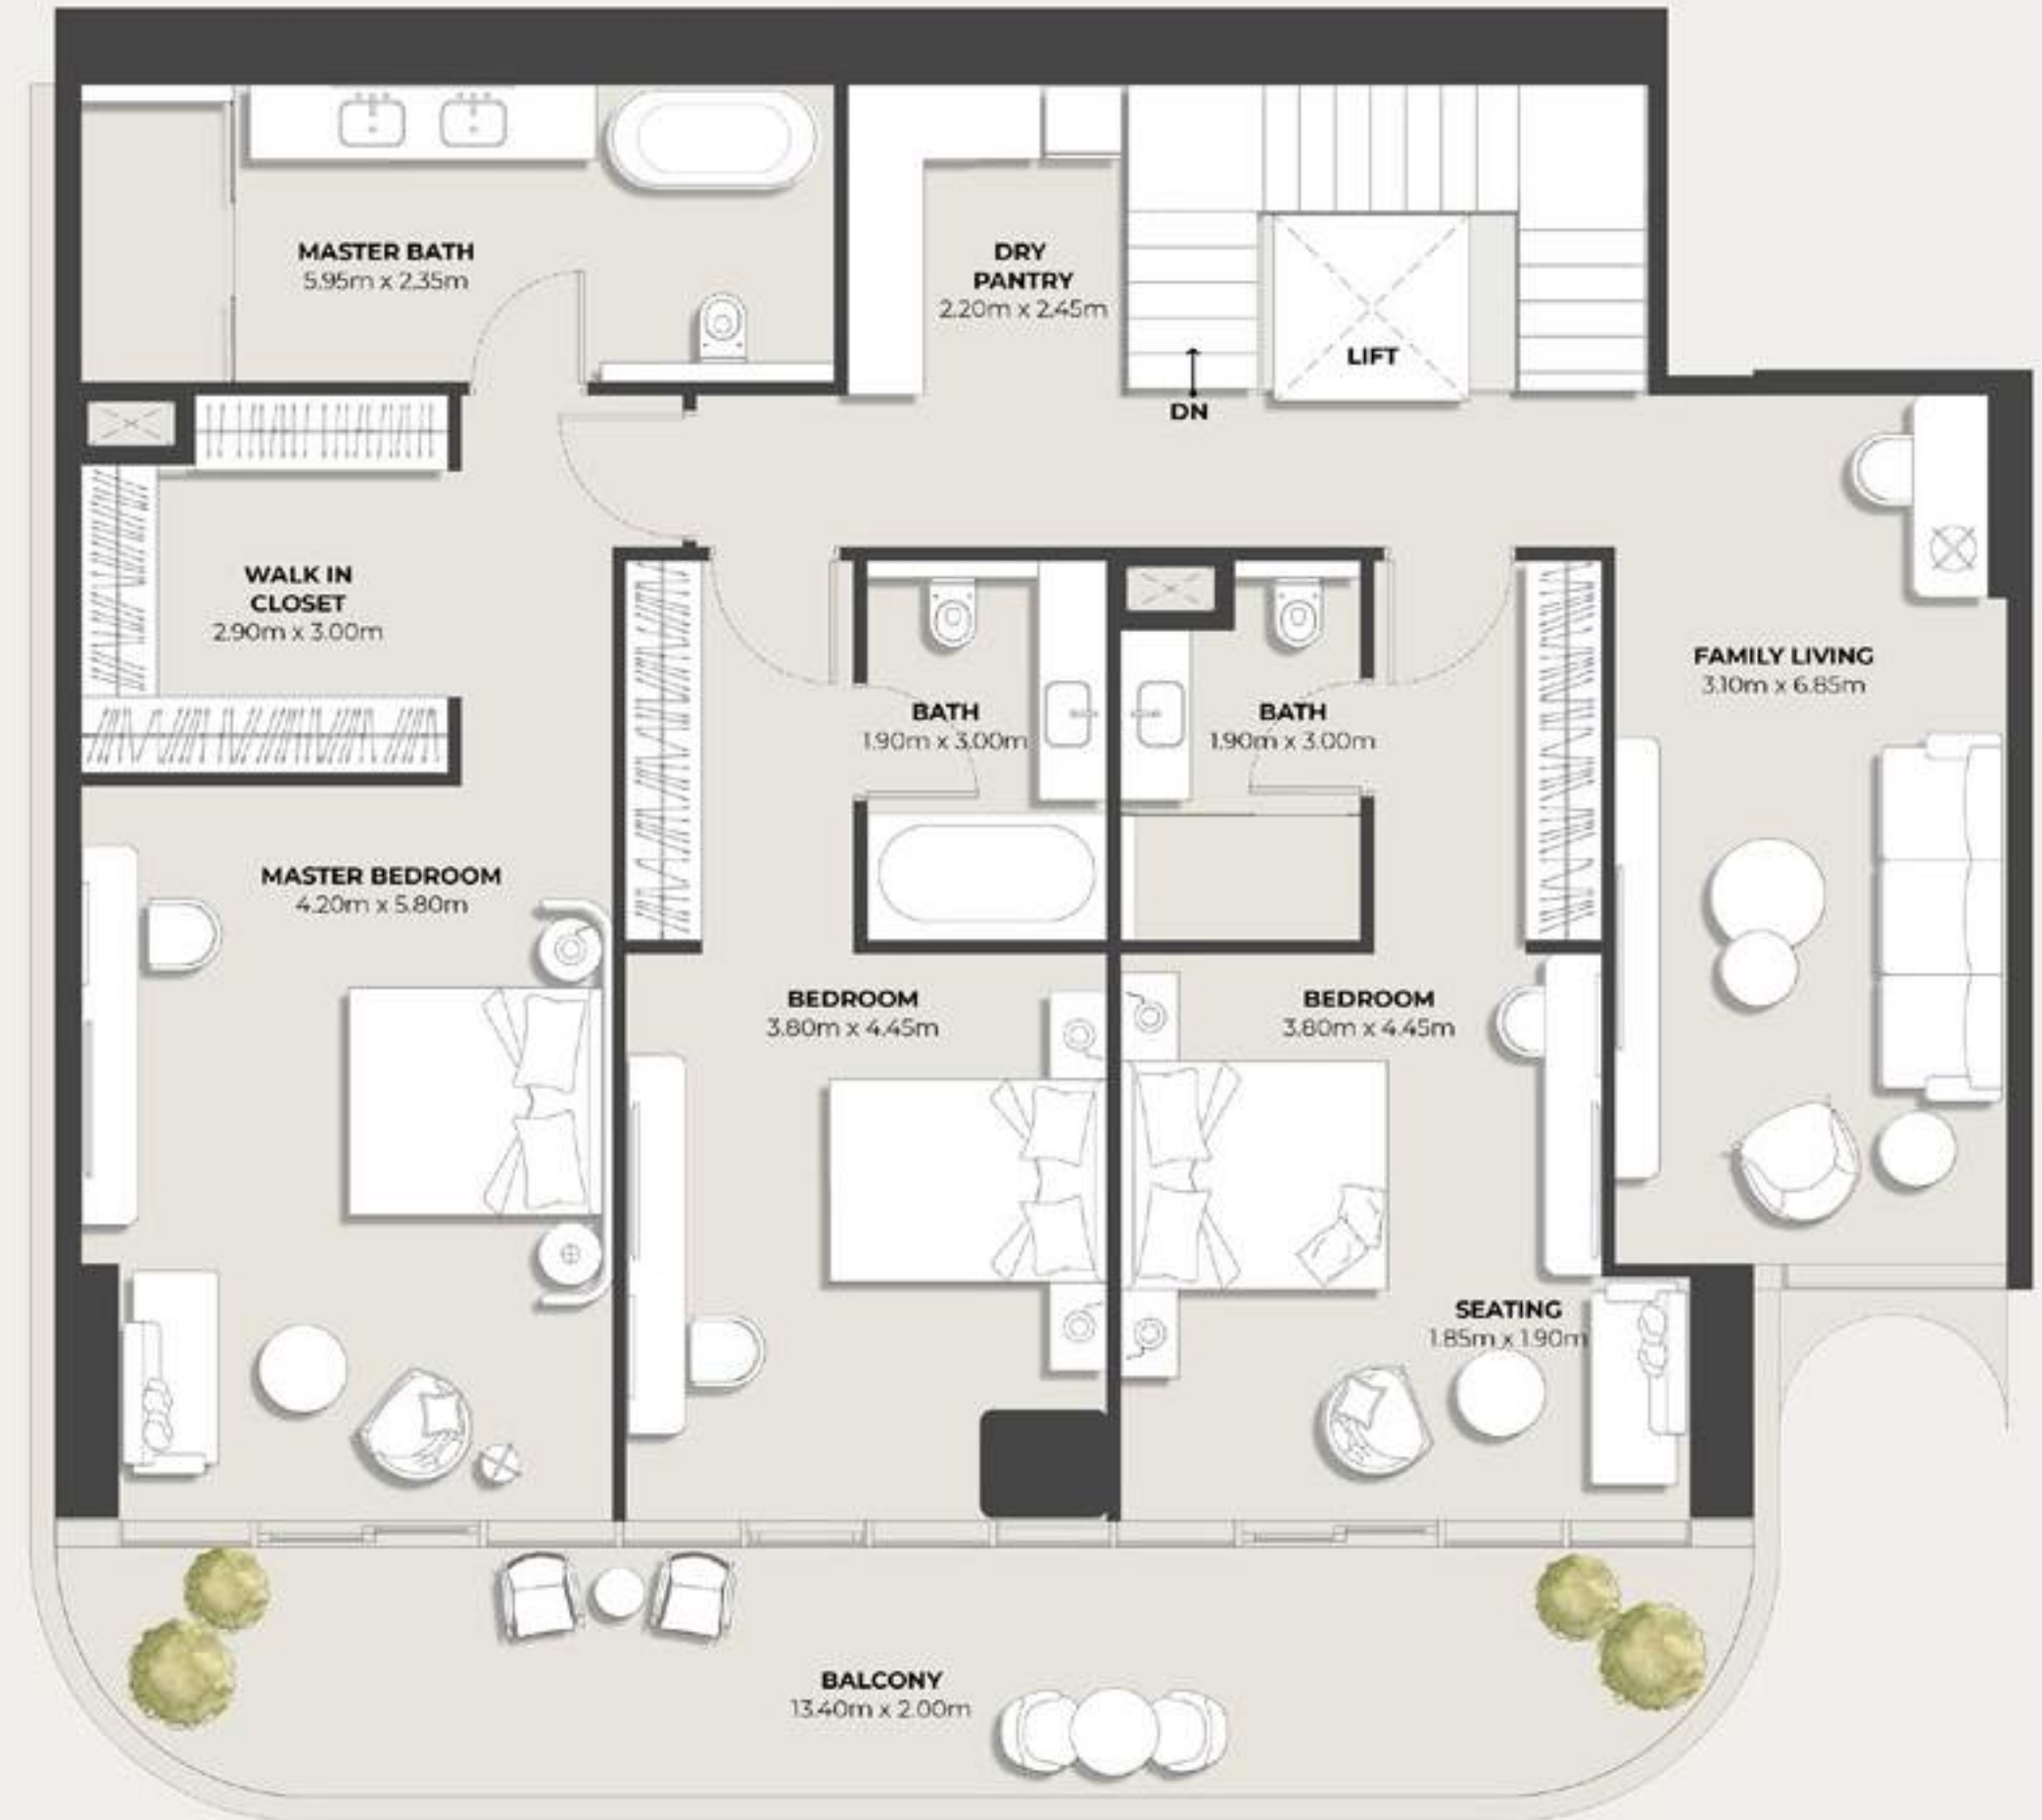 MASTER BATH
5.95m x 2.35m
DRY
PANTRY
2.20m x 2.45m
LIFT
DN
WALK IN
CLOSET
2.90m x 3.00m
BATH
1.90m x 3.00m
BATH
1.90m x 3.00m
FAMILY LIVING
3.10m x 6.85m
MASTER BEDROOM
4.20m x 5.80m
BEDROOM
3.80m x 4.45m
BEDROOM
3.80m x 4.45m
SEATING
1.85m x 1.90m
BALCONY
13.40m x 2.00m